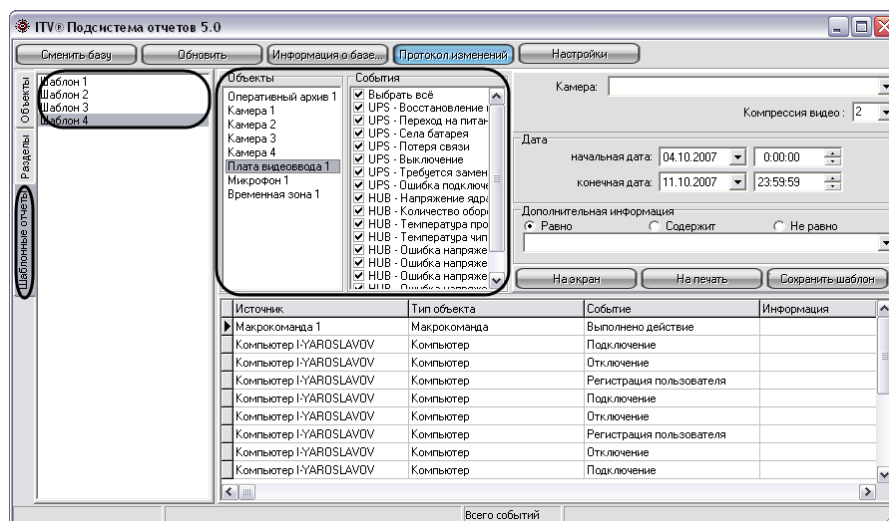 ITV® Подсистема отчетов 5.0
Сменить базу Обновить Информация о базе... Протокол изменений Настройки
Объекты
Разделы
Шаблонные отчеты
Шаблон 1
Шаблон 2
Шаблон 3
Шаблон 4
Объекты
Оперативный архив 1
Камера 1
Камера 2
Камера 3
Камера 4
Плата видеоввода 1
Микрофон 1
Временная зона 1
События
Выбрать всё
UPS - Восстановление
UPS - Переход на питан
UPS - Села батарея
UPS - Потеря связи
UPS - Выключение
UPS - Требуется замен
UPS - Ошибка подключе
HUB - Напряжение ядра
HUB - Количество обор
HUB - Температура про
HUB - Температура чип
HUB - Ошибка напряже
HUB - Ошибка напряже
HUB - Ошибка напряже
Камера:
Компрессия видео : 2
Дата
начальная дата: 04.10.2007 0:00:00
конечная дата: 11.10.2007 23:59:59
Дополнительная информация
Равно Содержит Не равно
На экран На печать Сохранить шаблон
Источник Тип объекта Событие Информация
Макрокоманда 1 Макрокоманда Выполнено действие
Компьютер I-YAROSLAVOV Компьютер Подключение
Компьютер I-YAROSLAVOV Компьютер Отключение
Компьютер I-YAROSLAVOV Компьютер Регистрация пользователя
Компьютер I-YAROSLAVOV Компьютер Подключение
Компьютер I-YAROSLAVOV Компьютер Отключение
Компьютер I-YAROSLAVOV Компьютер Регистрация пользователя
Компьютер I-YAROSLAVOV Компьютер Отключение
Компьютер I-YAROSLAVOV Компьютер Подключение
Всего событий